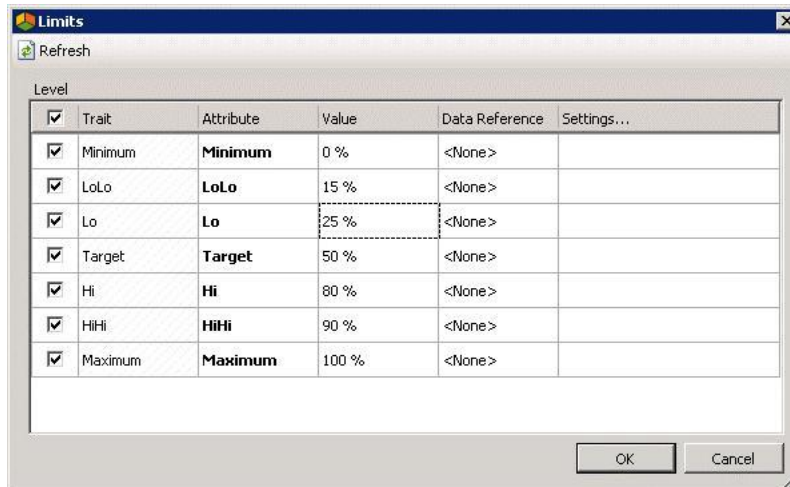 Limits
Refresh
Level
Trait Attribute Value Data Reference Settings...
Minimum Minimum 0 % <None>
LoLo LoLo 15 % <None>
Lo Lo 25 % <None>
Target Target 50 % <None>
Hi Hi 80 % <None>
HiHi HiHi 90 % <None>
Maximum Maximum 100 % <None>
OK Cancel